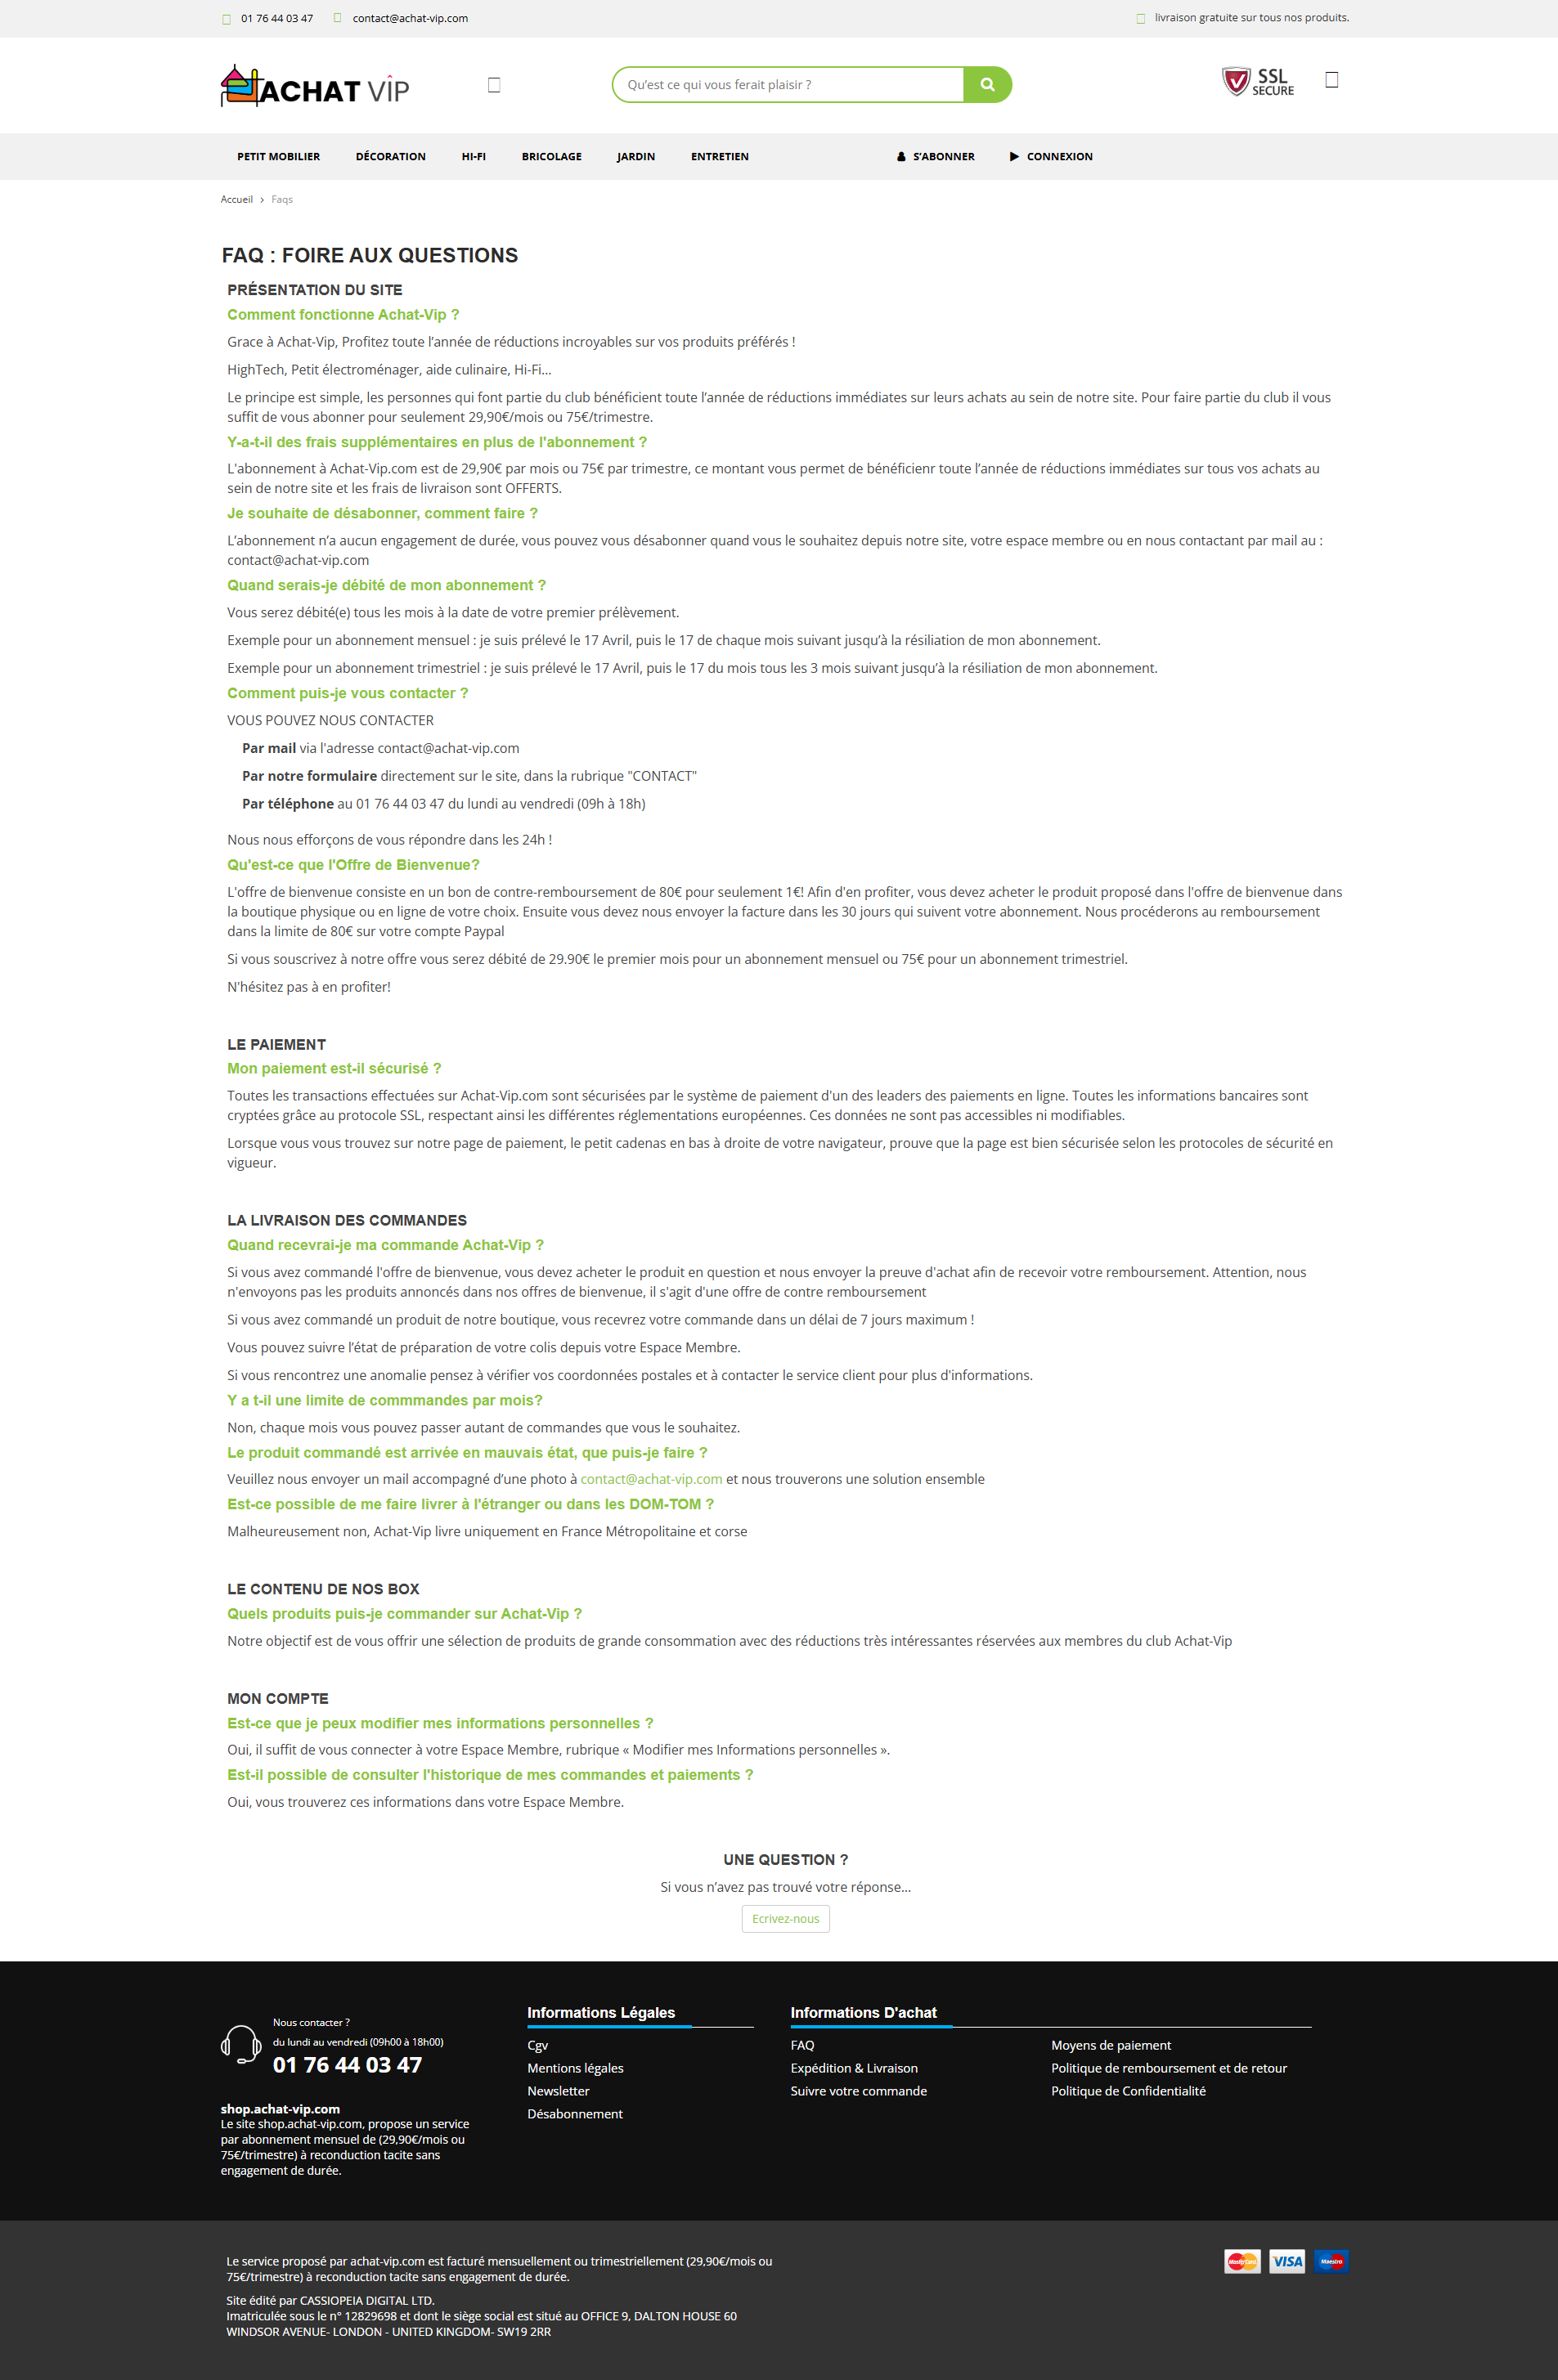 01 76 44 03 47 contact@achat-vip.com livraison gratuite sur tous nos produits.
ACHAT VIP
Qu'est ce qui vous ferait plaisir ?
SSL SECURE
PETIT MOBILIER DÉCORATION HI-FI BRICOLAGE JARDIN ENTRETIEN S'ABONNER CONNEXION
Accueil › Faqs
FAQ : FOIRE AUX QUESTIONS
PRÉSENTATION DU SITE
Comment fonctionne Achat-Vip ?
Grace à Achat-Vip, Profitez toute l’année de réductions incroyables sur vos produits préférés !
HighTech, Petit électroménager, aide culinaire, Hi-Fi...
Le principe est simple, les personnes qui font partie du club bénéficient toute l’année de réductions immédiates sur leurs achats au sein de notre site. Pour faire partie du club il vous
suffit de vous abonner pour seulement 29,90€/mois ou 75€/trimestre.
Y-a-t-il des frais supplémentaires en plus de l'abonnement ?
L'abonnement à Achat-Vip.com est de 29,90€ par mois ou 75€ par trimestre, ce montant vous permet de bénéficienr toute l’année de réductions immédiates sur tous vos achats au
sein de notre site et les frais de livraison sont OFFERTS.
Je souhaite de désabonner, comment faire ?
L’abonnement n’a aucun engagement de durée, vous pouvez vous désabonner quand vous le souhaitez depuis notre site, votre espace membre ou en nous contactant par mail au :
contact@achat-vip.com
Quand serais-je débité de mon abonnement ?
Vous serez débité(e) tous les mois à la date de votre premier prélèvement.
Exemple pour un abonnement mensuel : je suis prélevé le 17 Avril, puis le 17 de chaque mois suivant jusqu’à la résiliation de mon abonnement.
Exemple pour un abonnement trimestriel : je suis prélevé le 17 Avril, puis le 17 du mois tous les 3 mois suivant jusqu’à la résiliation de mon abonnement.
Comment puis-je vous contacter ?
VOUS POUVEZ NOUS CONTACTER
Par mail via l'adresse contact@achat-vip.com
Par notre formulaire directement sur le site, dans la rubrique "CONTACT"
Par téléphone au 01 76 44 03 47 du lundi au vendredi (09h à 18h)
Nous nous efforçons de vous répondre dans les 24h !
Qu'est-ce que l'Offre de Bienvenue?
L'offre de bienvenue consiste en un bon de contre-remboursement de 80€ pour seulement 1€! Afin d'en profiter, vous devez acheter le produit proposé dans l'offre de bienvenue dans
la boutique physique ou en ligne de votre choix. Ensuite vous devez nous envoyer la facture dans les 30 jours qui suivent votre abonnement. Nous procéderons au remboursement
dans la limite de 80€ sur votre compte Paypal
Si vous souscrivez à notre offre vous serez débité de 29.90€ le premier mois pour un abonnement mensuel ou 75€ pour un abonnement trimestriel.
N'hésitez pas à en profiter!
LE PAIEMENT
Mon paiement est-il sécurisé ?
Toutes les transactions effectuées sur Achat-Vip.com sont sécurisées par le système de paiement d'un des leaders des paiements en ligne. Toutes les informations bancaires sont
cryptées grâce au protocole SSL, respectant ainsi les différentes réglementations européennes. Ces données ne sont pas accessibles ni modifiables.
Lorsque vous vous trouvez sur notre page de paiement, le petit cadenas en bas à droite de votre navigateur, prouve que la page est bien sécurisée selon les protocoles de sécurité en
vigueur.
LA LIVRAISON DES COMMANDES
Quand recevrai-je ma commande Achat-Vip ?
Si vous avez commandé l'offre de bienvenue, vous devez acheter le produit en question et nous envoyer la preuve d'achat afin de recevoir votre remboursement. Attention, nous
n'envoyons pas les produits annoncés dans nos offres de bienvenue, il s'agit d'une offre de contre remboursement
Si vous avez commandé un produit de notre boutique, vous recevrez votre commande dans un délai de 7 jours maximum !
Vous pouvez suivre l’état de préparation de votre colis depuis votre Espace Membre.
Si vous rencontrez une anomalie pensez à vérifier vos coordonnées postales et à contacter le service client pour plus d'informations.
Y a t-il une limite de commmandes par mois?
Non, chaque mois vous pouvez passer autant de commandes que vous le souhaitez.
Le produit commandé est arrivée en mauvais état, que puis-je faire ?
Veuillez nous envoyer un mail accompagné d’une photo à contact@achat-vip.com et nous trouverons une solution ensemble
Est-ce possible de me faire livrer à l'étranger ou dans les DOM-TOM ?
Malheureusement non, Achat-Vip livre uniquement en France Métropolitaine et corse
LE CONTENU DE NOS BOX
Quels produits puis-je commander sur Achat-Vip ?
Notre objectif est de vous offrir une sélection de produits de grande consommation avec des réductions très intéressantes réservées aux membres du club Achat-Vip
MON COMPTE
Est-ce que je peux modifier mes informations personnelles ?
Oui, il suffit de vous connecter à votre Espace Membre, rubrique « Modifier mes Informations personnelles ».
Est-il possible de consulter l'historique de mes commandes et paiements ?
Oui, vous trouverez ces informations dans votre Espace Membre.
UNE QUESTION ?
Si vous n’avez pas trouvé votre réponse...
Ecrivez-nous
Nous contacter ?
du lundi au vendredi (09h00 à 18h00)
01 76 44 03 47
shop.achat-vip.com
Le site shop.achat-vip.com, propose un service
par abonnement mensuel de (29,90€/mois ou
75€/trimestre) à reconduction tacite sans
engagement de durée.
Informations Légales
Cgv
Mentions légales
Newsletter
Désabonnement
Informations D'achat
FAQ
Expédition & Livraison
Suivre votre commande
Moyens de paiement
Politique de remboursement et de retour
Politique de Confidentialité
Le service proposé par achat-vip.com est facturé mensuellement ou trimestriellement (29,90€/mois ou
75€/trimestre) à reconduction tacite sans engagement de durée.
Site édité par CASSIOPEIA DIGITAL LTD.
Imatriculée sous le n° 12829698 et dont le siège social est situé au OFFICE 9, DALTON HOUSE 60
WINDSOR AVENUE- LONDON - UNITED KINGDOM- SW19 2RR
MasterCard VISA Maestro